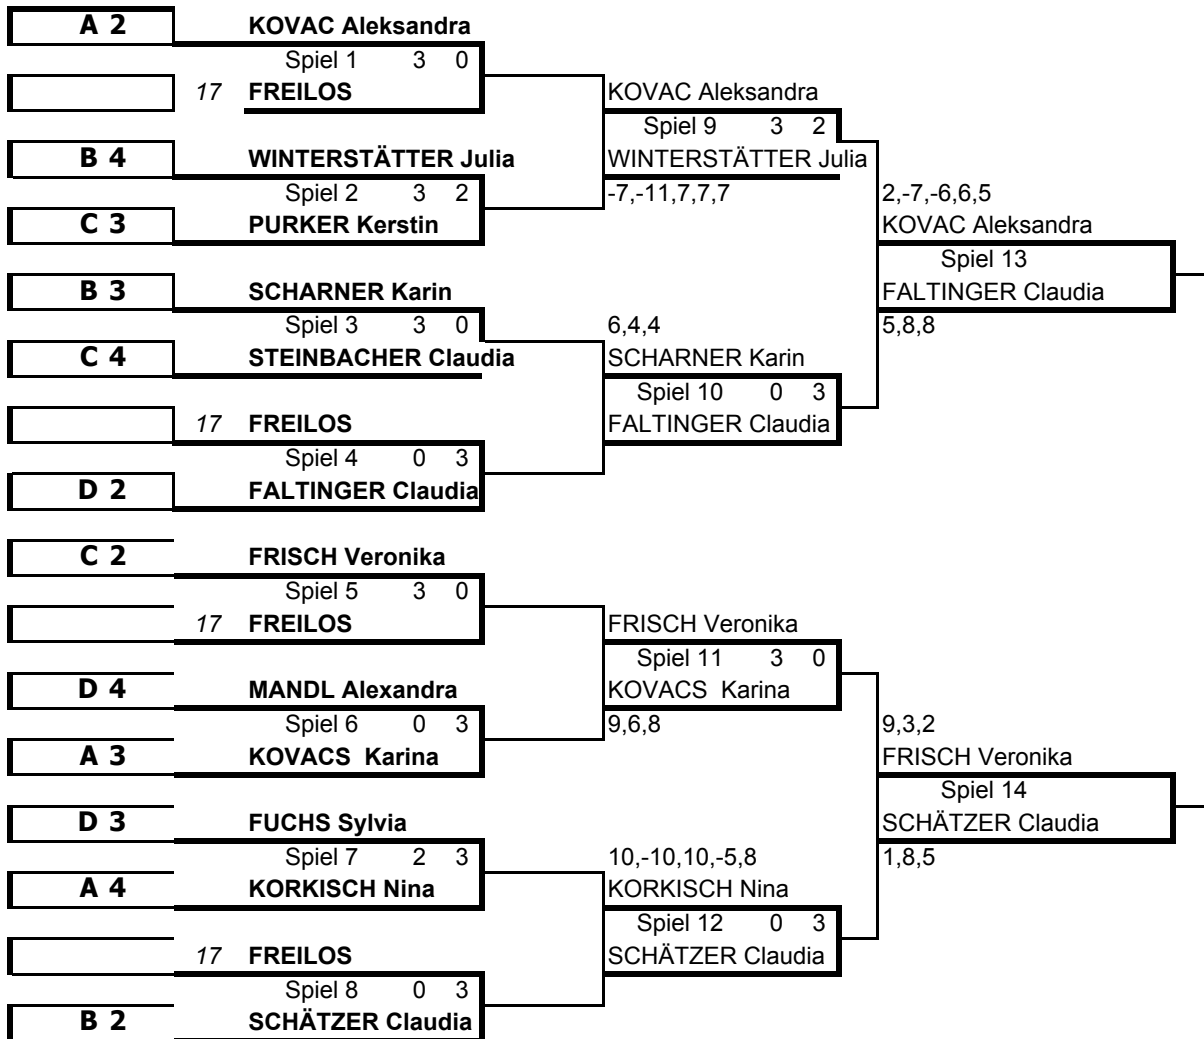 A 2 KOVAC Aleksandra
Spiel 1 3 0
17 FREILOS KOVAC Aleksandra
Spiel 9 3 2
B 4 WINTERSTÄTTER Julia WINTERSTÄTTER Julia
Spiel 2 3 2 -7,-11,7,7,7 2,-7,-6,6,5
C 3 PURKER Kerstin KOVAC Aleksandra
Spiel 13
B 3 SCHARNER Karin FALTINGER Claudia
Spiel 3 3 0 6,4,4 5,8,8
C 4 STEINBACHER Claudia SCHARNER Karin
Spiel 10 0 3
17 FREILOS FALTINGER Claudia
Spiel 4 0 3
D 2 FALTINGER Claudia
C 2 FRISCH Veronika
Spiel 5 3 0
17 FREILOS FRISCH Veronika
Spiel 11 3 0
D 4 MANDL Alexandra KOVACS Karina
Spiel 6 0 3 9,6,8 9,3,2
A 3 KOVACS Karina FRISCH Veronika
Spiel 14
D 3 FUCHS Sylvia SCHÄTZER Claudia
Spiel 7 2 3 10,-10,10,-5,8 1,8,5
A 4 KORKISCH Nina KORKISCH Nina
Spiel 12 0 3
17 FREILOS SCHÄTZER Claudia
Spiel 8 0 3
B 2 SCHÄTZER Claudia